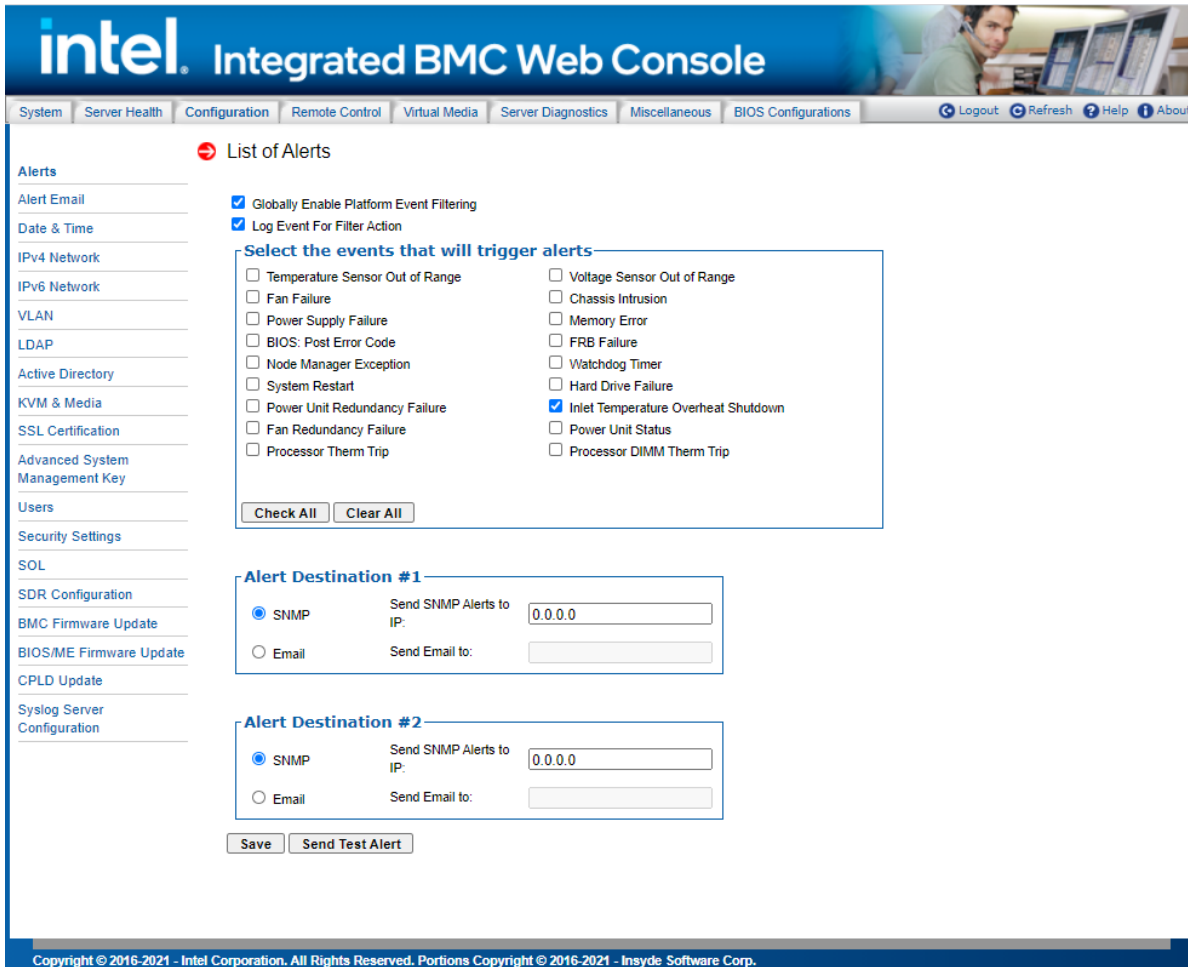 intel. Integrated BMC Web Console
System Server Health Configuration Remote Control Virtual Media Server Diagnostics Miscellaneous BIOS Configurations Logout Refresh Help About
List of Alerts
Alerts
Alert Email
Date & Time
IPv4 Network
IPv6 Network
VLAN
LDAP
Active Directory
KVM & Media
SSL Certification
Advanced System
Management Key
Users
Security Settings
SOL
SDR Configuration
BMC Firmware Update
BIOS/ME Firmware Update
CPLD Update
Syslog Server
Configuration
Globally Enable Platform Event Filtering
Log Event For Filter Action
Select the events that will trigger alerts
Temperature Sensor Out of Range Voltage Sensor Out of Range
Fan Failure Chassis Intrusion
Power Supply Failure Memory Error
BIOS: Post Error Code FRB Failure
Node Manager Exception Watchdog Timer
System Restart Hard Drive Failure
Power Unit Redundancy Failure Inlet Temperature Overheat Shutdown
Fan Redundancy Failure Power Unit Status
Processor Therm Trip Processor DIMM Therm Trip
Check All Clear All
Alert Destination #1
SNMP Send SNMP Alerts to
IP: 0.0.0.0
Email Send Email to:
Alert Destination #2
SNMP Send SNMP Alerts to
IP: 0.0.0.0
Email Send Email to:
Save Send Test Alert
Copyright © 2016-2021 - Intel Corporation. All Rights Reserved. Portions Copyright © 2016-2021 - Insyde Software Corp.